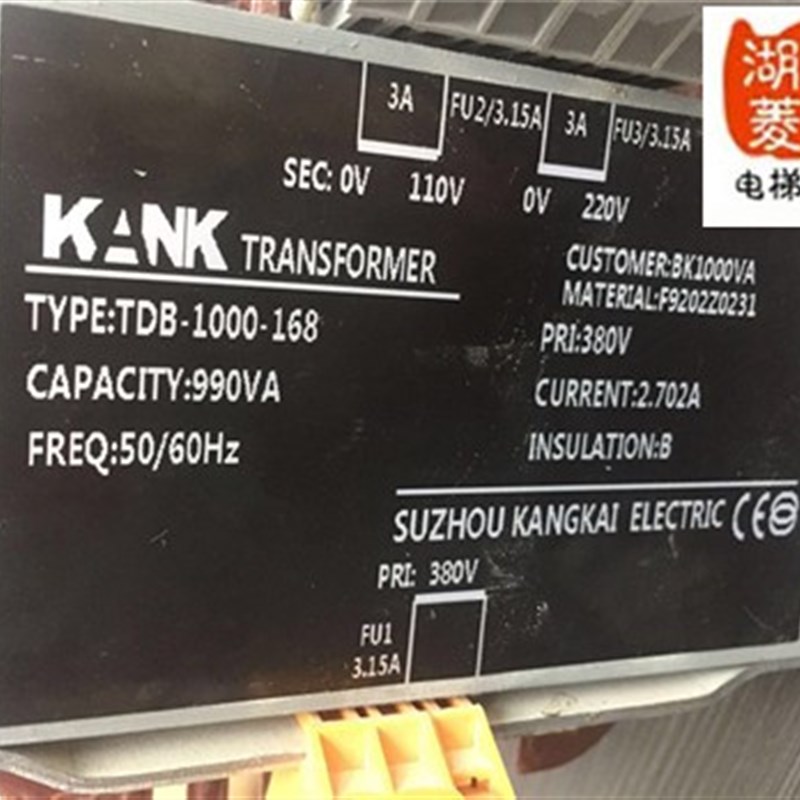 3A FU2/3.15A 3A FU3/3.15A
SEC: 0V 110V 0V 220V
KANK TRANSFORMER
TYPE:TDB-1000-168
CAPACITY:990VA
FREQ:50/60Hz
CUSTOMER:BK1000VA
MATERIAL:F9202Z0231
PRI:380V
CURRENT:2.702A
INSULATION:B
SUZHOU KANGKAI ELECTRIC CE
PRI: 380V
FU1
3.15A
湖
菱
电梯